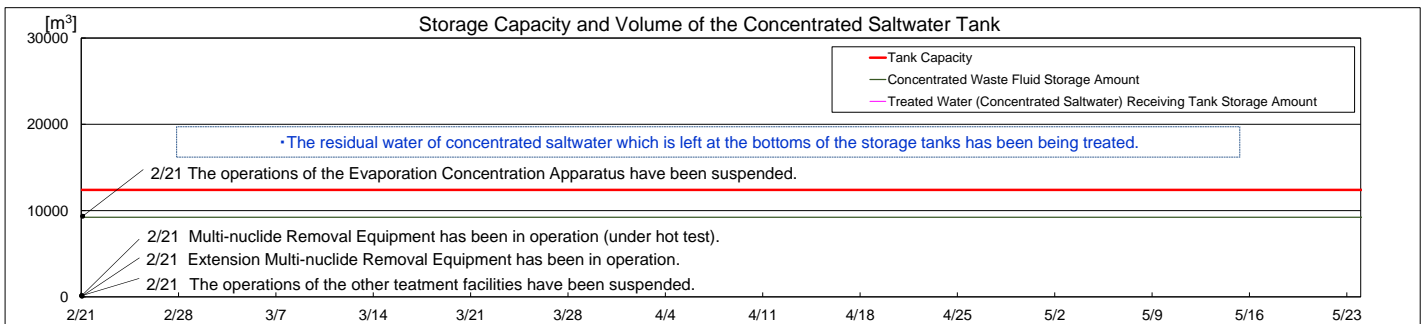 Storage Capacity and Volume of the Concentrated Saltwater Tank
[m³]
30000
Tank Capacity
Concentrated Waste Fluid Storage Amount
Treated Water (Concentrated Saltwater) Receiving Tank Storage Amount
20000
・The residual water of concentrated saltwater which is left at the bottoms of the storage tanks has been being treated.
2/21 The operations of the Evaporation Concentration Apparatus have been suspended.
10000
2/21 Multi-nuclide Removal Equipment has been in operation (under hot test).
2/21 Extension Multi-nuclide Removal Equipment has been in operation.
2/21 The operations of the other teatment facilities have been suspended.
0
2/21 2/28 3/7 3/14 3/21 3/28 4/4 4/11 4/18 4/25 5/2 5/9 5/16 5/23